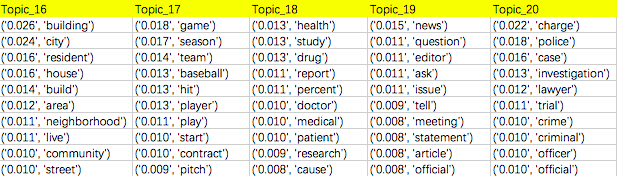 Topic_16 Topic_17 Topic_18 Topic_19 Topic_20
('0.026', 'building') ('0.018', 'game') ('0.013', 'health') ('0.015', 'news') ('0.022', 'charge')
('0.024', 'city') ('0.017', 'season') ('0.013', 'study') ('0.011', 'question') ('0.018', 'police')
('0.016', 'resident') ('0.014', 'team') ('0.013', 'drug') ('0.011', 'editor') ('0.016', 'case')
('0.016', 'house') ('0.013', 'baseball') ('0.011', 'report') ('0.011', 'ask') ('0.013', 'investigation')
('0.014', 'build') ('0.013', 'hit') ('0.011', 'percent') ('0.011', 'issue') ('0.012', 'lawyer')
('0.012', 'area') ('0.013', 'player') ('0.010', 'doctor') ('0.009', 'tell') ('0.011', 'trial')
('0.011', 'neighborhood') ('0.011', 'play') ('0.010', 'medical') ('0.008', 'meeting') ('0.010', 'crime')
('0.011', 'live') ('0.010', 'start') ('0.010', 'patient') ('0.008', 'statement') ('0.010', 'criminal')
('0.010', 'community') ('0.010', 'contract') ('0.009', 'research') ('0.008', 'article') ('0.010', 'officer')
('0.010', 'street') ('0.009', 'pitch') ('0.008', 'cause') ('0.008', 'official') ('0.010', 'official')